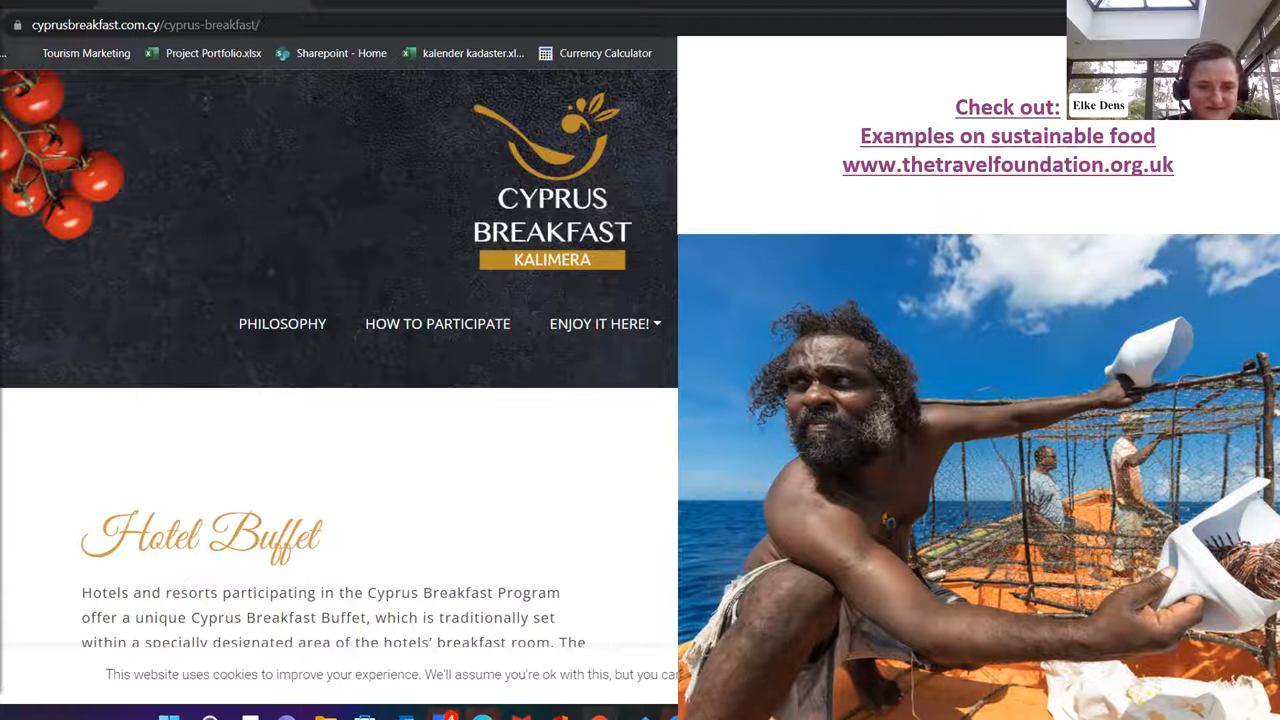 cyprusbreakfast.com.cy/cyprus-breakfast/
... Tourism Marketing Project Portfolio.xlsx Sharepoint - Home kalender kadaster.xl... Currency Calculator
CYPRUS
BREAKFAST
KALIMERA
PHILOSOPHY HOW TO PARTICIPATE ENJOY IT HERE!
Hotel Buffet
Hotels and resorts participating in the Cyprus Breakfast Program
offer a unique Cyprus Breakfast Buffet, which is traditionally set
within a specially designated area of the hotels' breakfast room. The
This website uses cookies to improve your experience. We'll assume you're ok with this, but you can
4
Check out:
Examples on sustainable food
www.thetravelfoundation.org.uk
Elke Dens